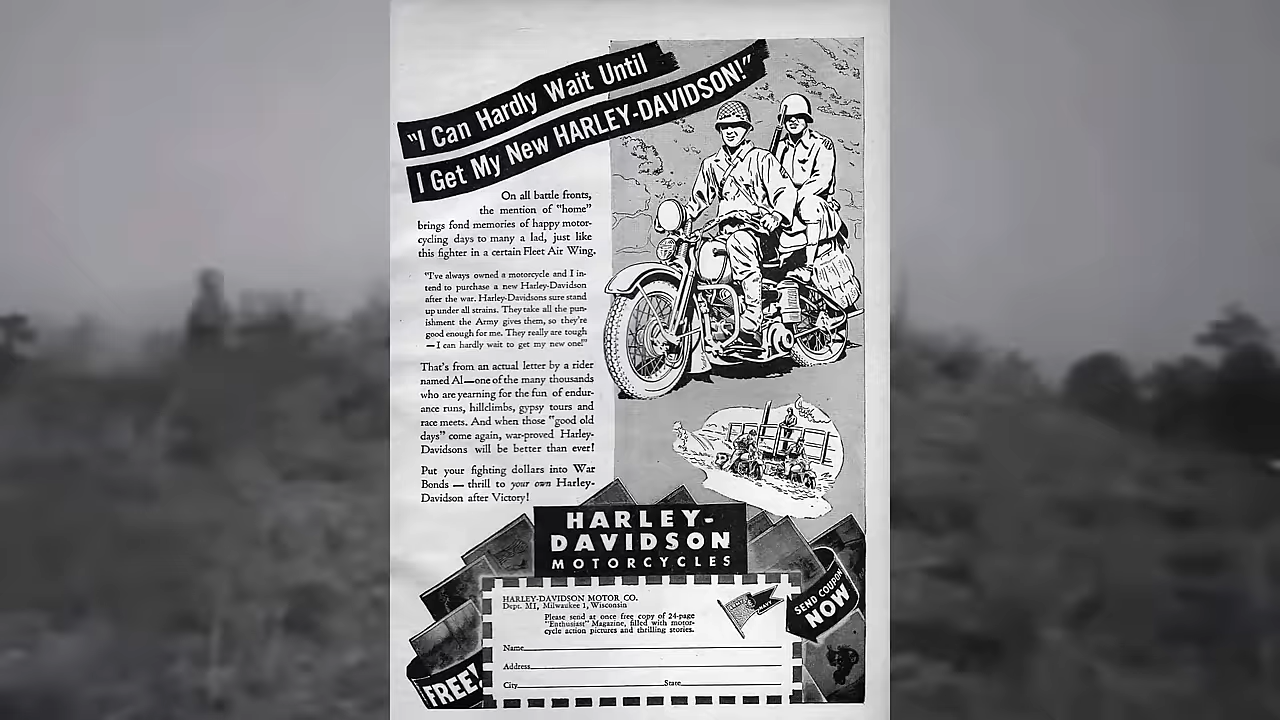 "I Can Hardly Wait Until
I Get My New HARLEY-DAVIDSON!"
On all battle fronts,
the mention of "home"
brings fond memories of happy motor-
cycling days to many a lad, just like
this fighter in a certain Fleet Air Wing.
"I've always owned a motorcycle and I in-
tend to purchase a new Harley-Davidson
after the war. Harley-Davidsons sure stand
up under all strains. They take all the pun-
ishment the Army gives them, so they're
good enough for me. They really are tough
—I can hardly wait to get my new one!"
That's from an actual letter by a rider
named Al—one of the many thousands
who are yearning for the fun of endur-
ance runs, hillclimbs, gypsy tours and
race meets. And when those "good old
days" come again, war-proved Harley-
Davidsons will be better than ever!
Put your fighting dollars into War
Bonds — thrill to your own Harley-
Davidson after Victory!
HARLEY-
DAVIDSON
MOTORCYCLES
HARLEY-DAVIDSON MOTOR CO.
Dept. MI, Milwaukee 1, Wisconsin
Please send at once free copy of 24-page
"Enthusiast" Magazine, filled with motor-
cycle action pictures and thrilling stories.
Name
Address
City State
SEND COUPON
NOW
FREE!